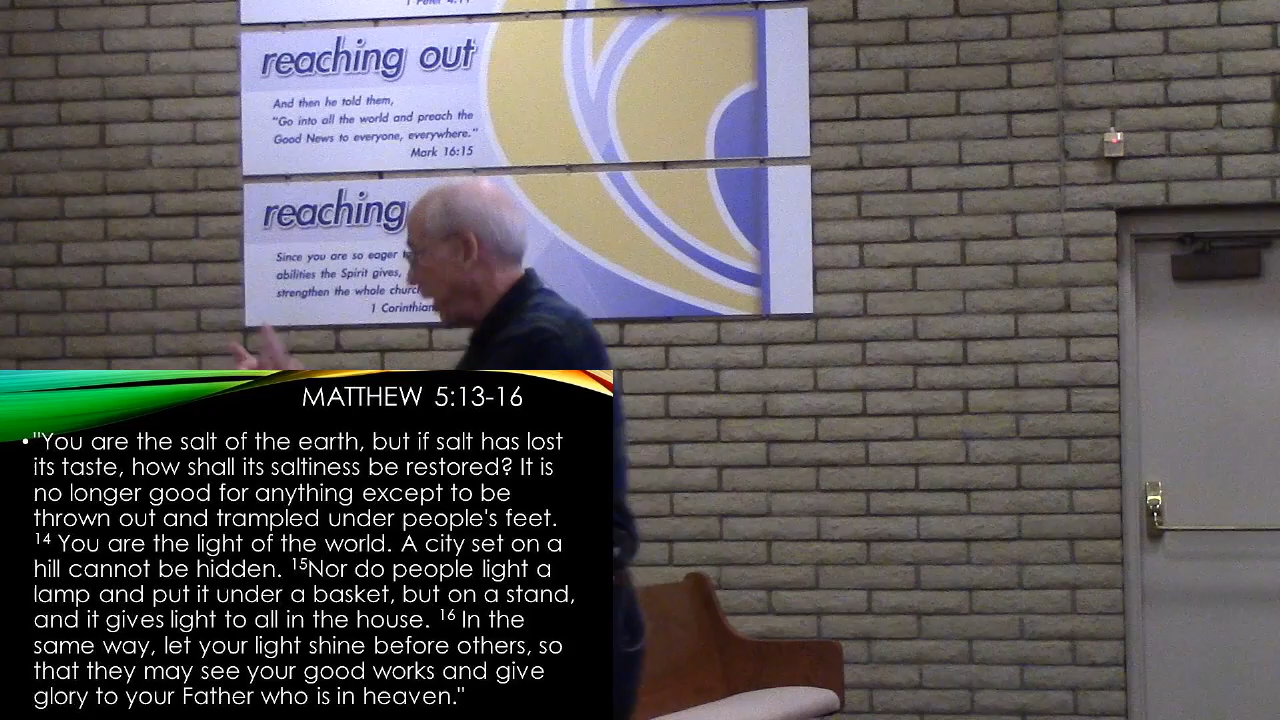 reaching out
And then he told them,
"Go into all the world and preach the
Good News to everyone, everywhere."
Mark 16:15
reaching
Since you are so eager
abilities the Spirit gives,
strengthen the whole
1
MATTHEW 5:13-16
• "You are the salt of the earth, but if salt has lost
its taste, how shall its saltiness be restored? It is
no longer good for anything except to be
thrown out and trampled under people's feet.
14 You are the light of the world. A city set on a
hill cannot be hidden. 15Nor do people light a
lamp and put it under a basket, but on a stand,
and it gives light to all in the house. 16 In the
same way, let your light shine before others, so
that they may see your good works and give
glory to your Father who is in heaven."